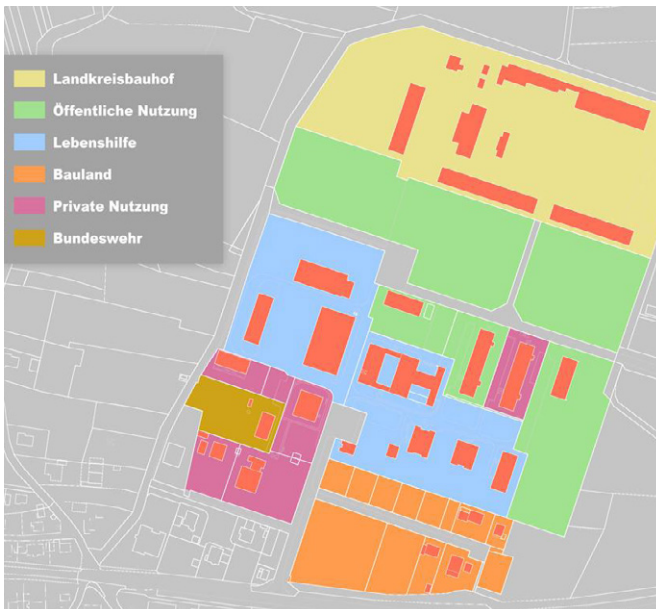 Landkreisbauhof
Öffentliche Nutzung
Lebenshilfe
Bauland
Private Nutzung
Bundeswehr